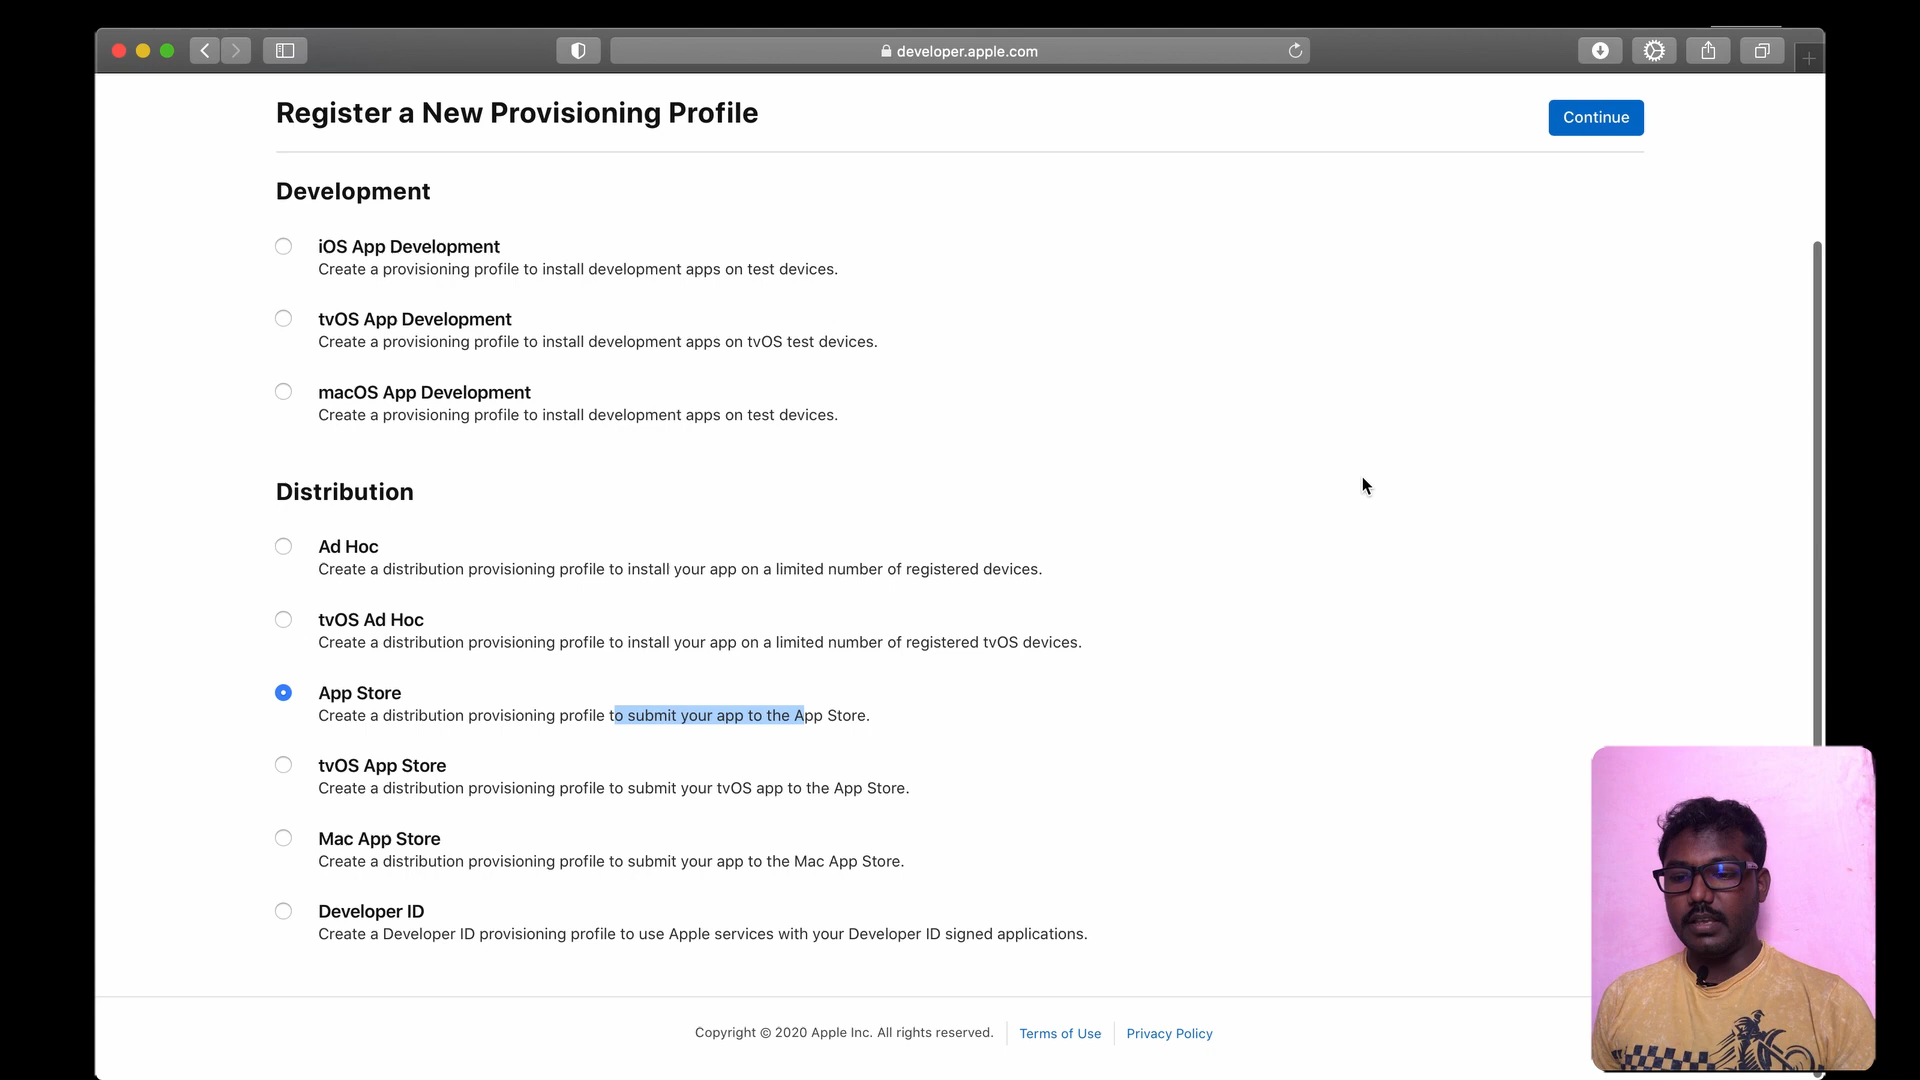 developer.apple.com
Register a New Provisioning Profile
Continue
Development
iOS App Development
Create a provisioning profile to install development apps on test devices.
tvOS App Development
Create a provisioning profile to install development apps on tvOS test devices.
macOS App Development
Create a provisioning profile to install development apps on test devices.
Distribution
Ad Hoc
Create a distribution provisioning profile to install your app on a limited number of registered devices.
tvOS Ad Hoc
Create a distribution provisioning profile to install your app on a limited number of registered tvOS devices.
App Store
Create a distribution provisioning profile to submit your app to the App Store.
tvOS App Store
Create a distribution provisioning profile to submit your tvOS app to the App Store.
Mac App Store
Create a distribution provisioning profile to submit your app to the Mac App Store.
Developer ID
Create a Developer ID provisioning profile to use Apple services with your Developer ID signed applications.
Copyright © 2020 Apple Inc. All rights reserved. Terms of Use Privacy Policy